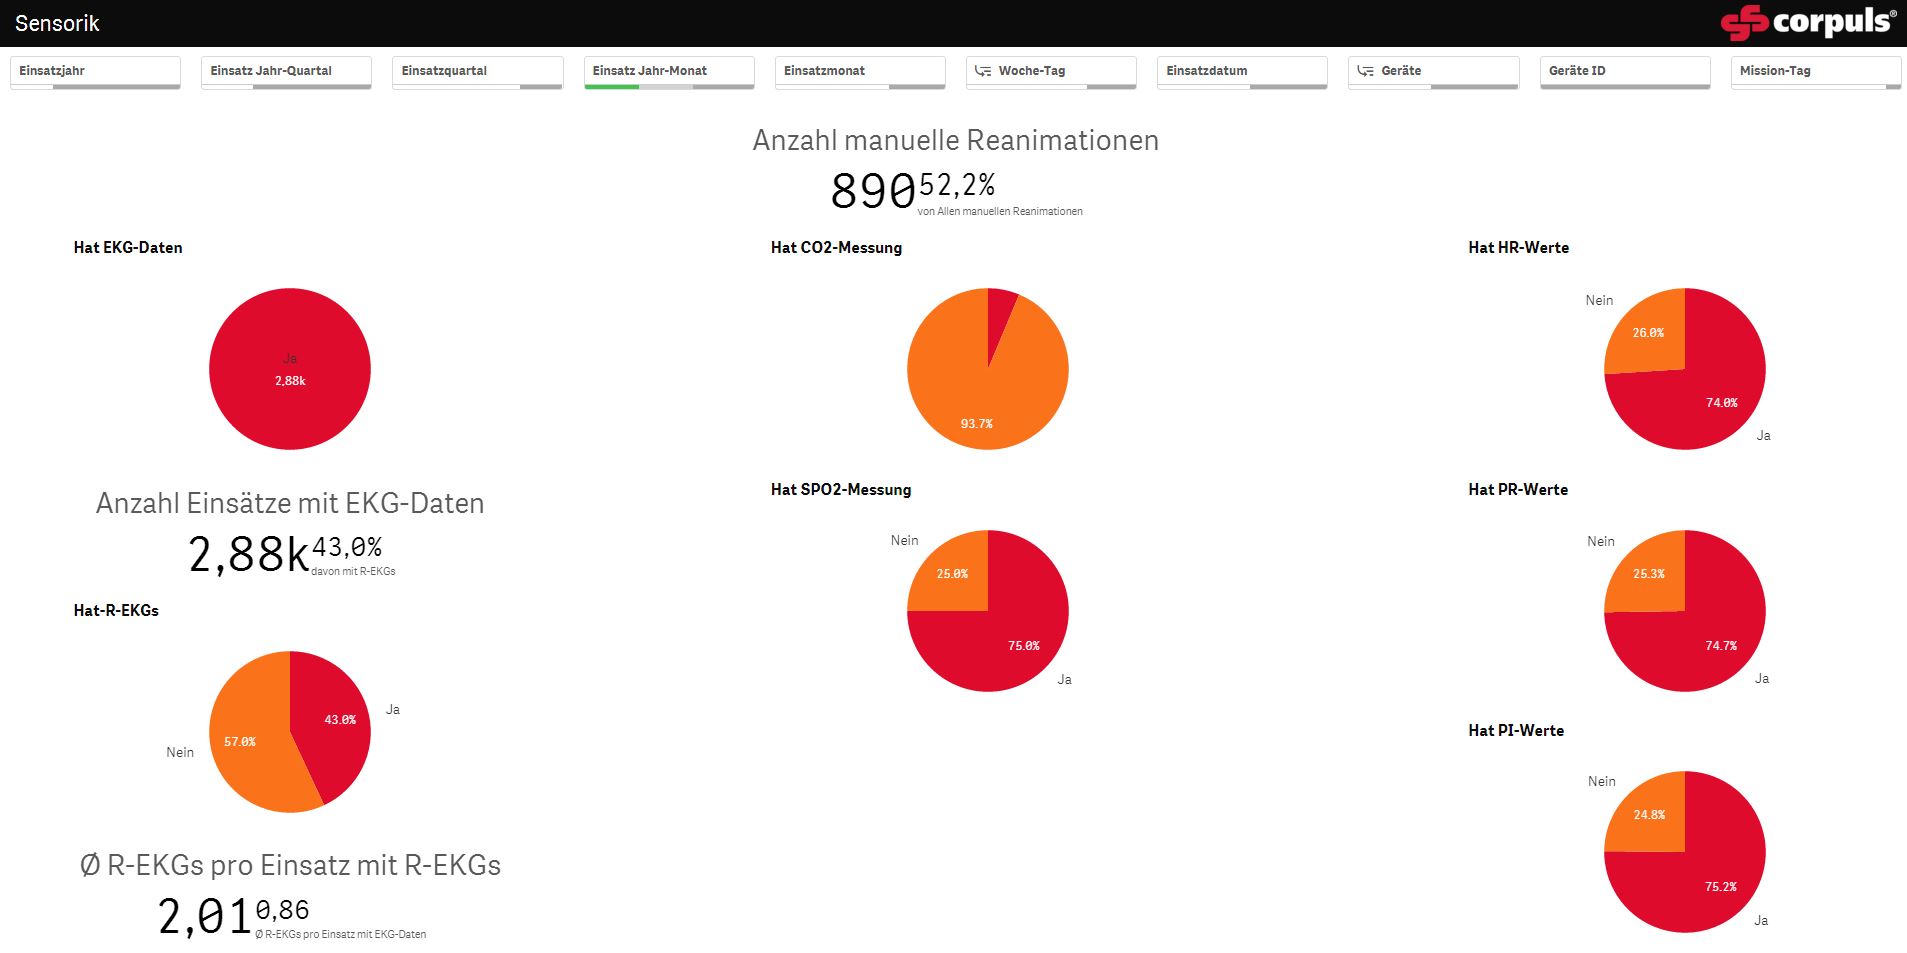 Sensorik
corpuls®
Einsatzjahr
Einsatz Jahr-Quartal
Einsatzquartal
Einsatz Jahr-Monat
Einsatzmonat
Woche-Tag
Einsatzdatum
Geräte
Geräte ID
Mission-Tag
Anzahl manuelle Reanimationen
890 52,2%
von Allen manuellen Reanimationen
Hat EKG-Daten
Ja
2,88k
Anzahl Einsätze mit EKG-Daten
2,88k 43,0%
davon mit R-EKGs
Hat-R-EKGs
Ja
43.0%
57.0%
Nein
Ø R-EKGs pro Einsatz mit R-EKGs
2,01 0,86
Ø R-EKGs pro Einsatz mit EKG-Daten
Hat CO2-Messung
93.7%
Hat SPO2-Messung
Nein
25.0%
75.0%
Ja
Hat HR-Werte
Nein
26.0%
74.0%
Ja
Hat PR-Werte
Nein
25.3%
74.7%
Ja
Hat PI-Werte
Nein
24.8%
75.2%
Ja